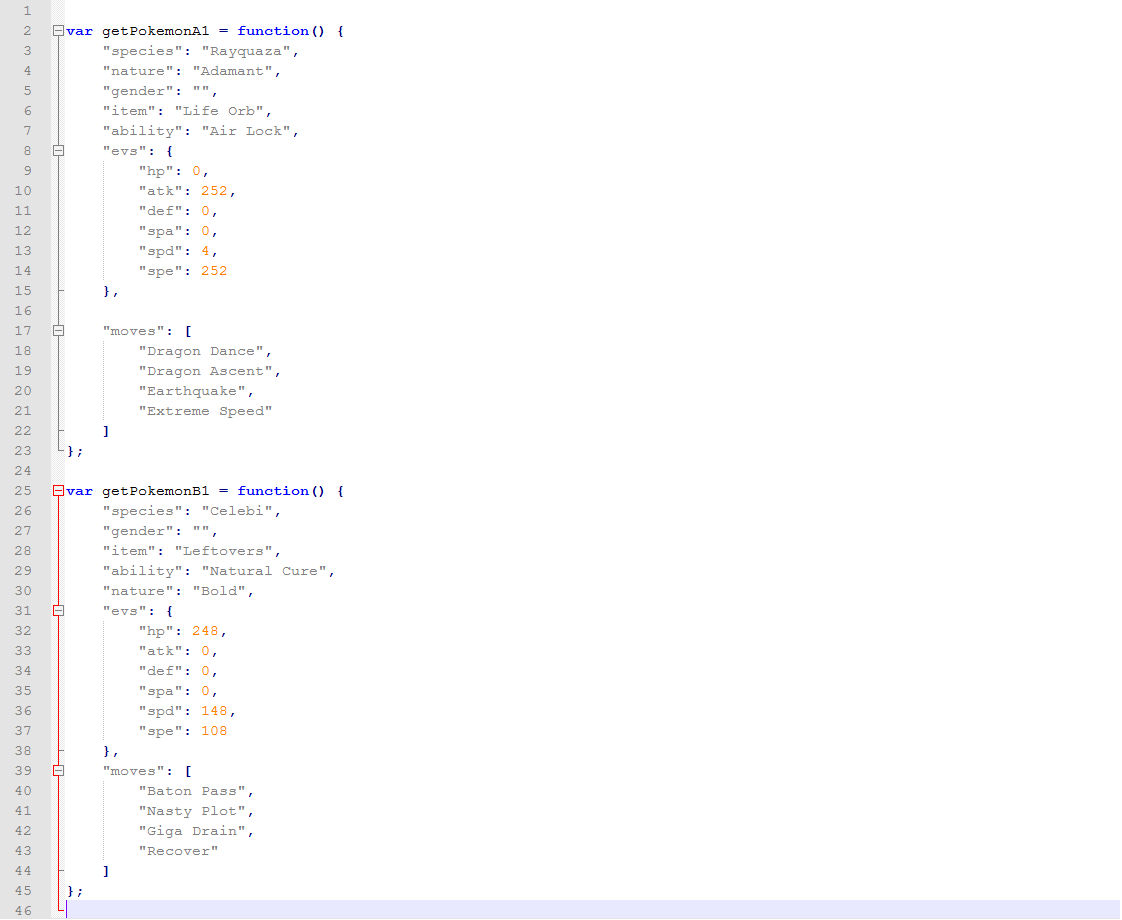 1
2 var getPokemonA1 = function() {
3     "species": "Rayquaza",
4     "nature": "Adamant",
5     "gender": "",
6     "item": "Life Orb",
7     "ability": "Air Lock",
8     "evs": {
9         "hp": 0,
10         "atk": 252,
11         "def": 0,
12         "spa": 0,
13         "spd": 4,
14         "spe": 252
15     },
16
17     "moves": [
18         "Dragon Dance",
19         "Dragon Ascent",
20         "Earthquake",
21         "Extreme Speed"
22     ]
23 };
24
25 var getPokemonB1 = function() {
26     "species": "Celebi",
27     "gender": "",
28     "item": "Leftovers",
29     "ability": "Natural Cure",
30     "nature": "Bold",
31     "evs": {
32         "hp": 248,
33         "atk": 0,
34         "def": 0,
35         "spa": 0,
36         "spd": 148,
37         "spe": 108
38     },
39     "moves": [
40         "Baton Pass",
41         "Nasty Plot",
42         "Giga Drain",
43         "Recover"
44     ]
45 };
46